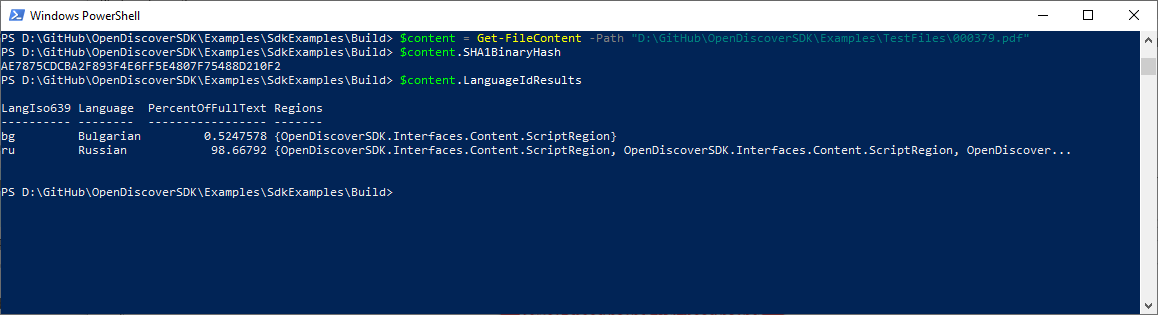 Windows PowerShell
PS D:\GitHub\OpenDiscoverSDK\Examples\SdkExamples\Build> $content = Get-FileContent -Path "D:\GitHub\OpenDiscoverSDK\Examples\TestFiles\000379.pdf"
PS D:\GitHub\OpenDiscoverSDK\Examples\SdkExamples\Build> $content.SHA1BinaryHash
AE7875CDCBA2F893F4E6FF5E4807F75488D210F2
PS D:\GitHub\OpenDiscoverSDK\Examples\SdkExamples\Build> $content.LanguageIdResults
LangIso639 Language  PercentOfFullText Regions
---------- --------  ----------------- -------
bg         Bulgarian         0.5247578 {OpenDiscoverSDK.Interfaces.Content.ScriptRegion}
ru         Russian            98.66792 {OpenDiscoverSDK.Interfaces.Content.ScriptRegion, OpenDiscoverSDK.Interfaces.Content.ScriptRegion, OpenDiscover...
PS D:\GitHub\OpenDiscoverSDK\Examples\SdkExamples\Build>